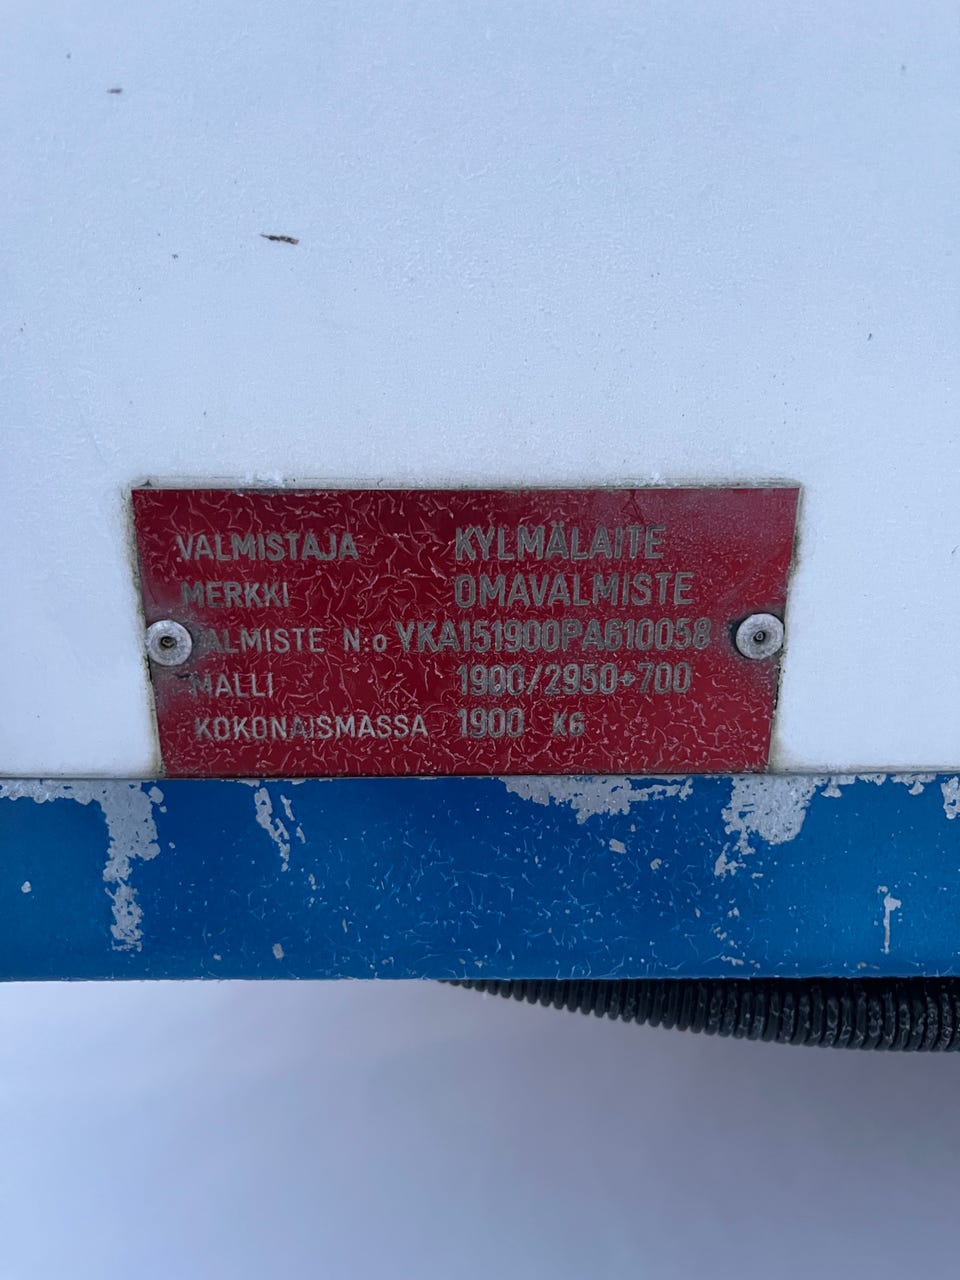 VALMISTAJA KYLMÄLAITE
MERKKI OMAVALMISTE
VALMISTE N:o YKA151900PA610058
MALLI 1900/2950+700
KOKONAISMASSA 1900 KG